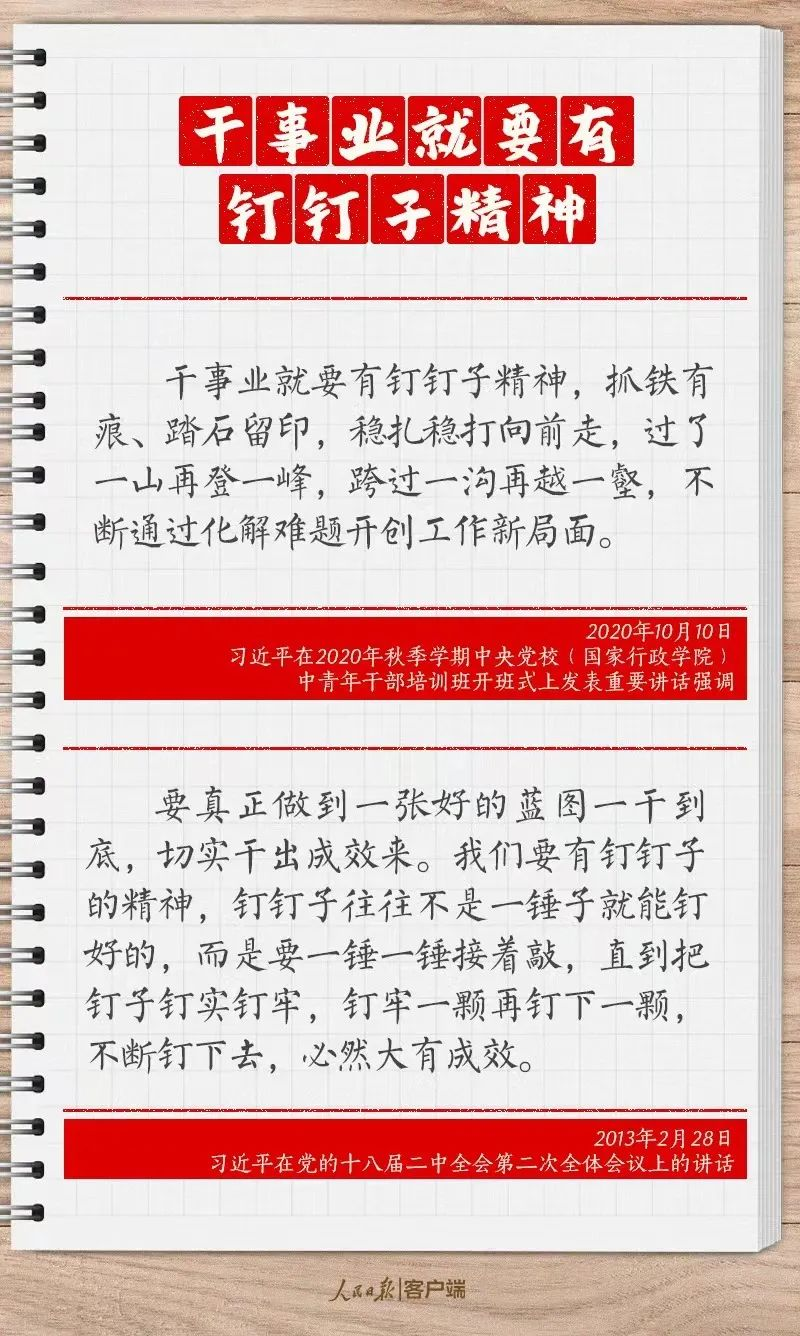 干事业就要有
钉钉子精神
干事业就要有钉钉子精神，抓铁有
痕、踏石留印，稳扎稳打向前走，过了
一山再登一峰，跨过一沟再越一壑，不
断通过化解难题开创工作新局面。
2020年10月10日
习近平在2020年秋季学期中央党校（国家行政学院）
中青年干部培训班开班式上发表重要讲话强调
要真正做到一张好的蓝图一干到
底，切实干出成效来。我们要有钉钉子
的精神，钉钉子往往不是一锤子就能钉
好的，而是要一锤一锤接着敲，直到把
钉子钉实钉牢，钉牢一颗再钉下一颗，
不断钉下去，必然大有成效。
2013年2月28日
习近平在党的十八届二中全会第二次全体会议上的讲话
人民日报|客户端